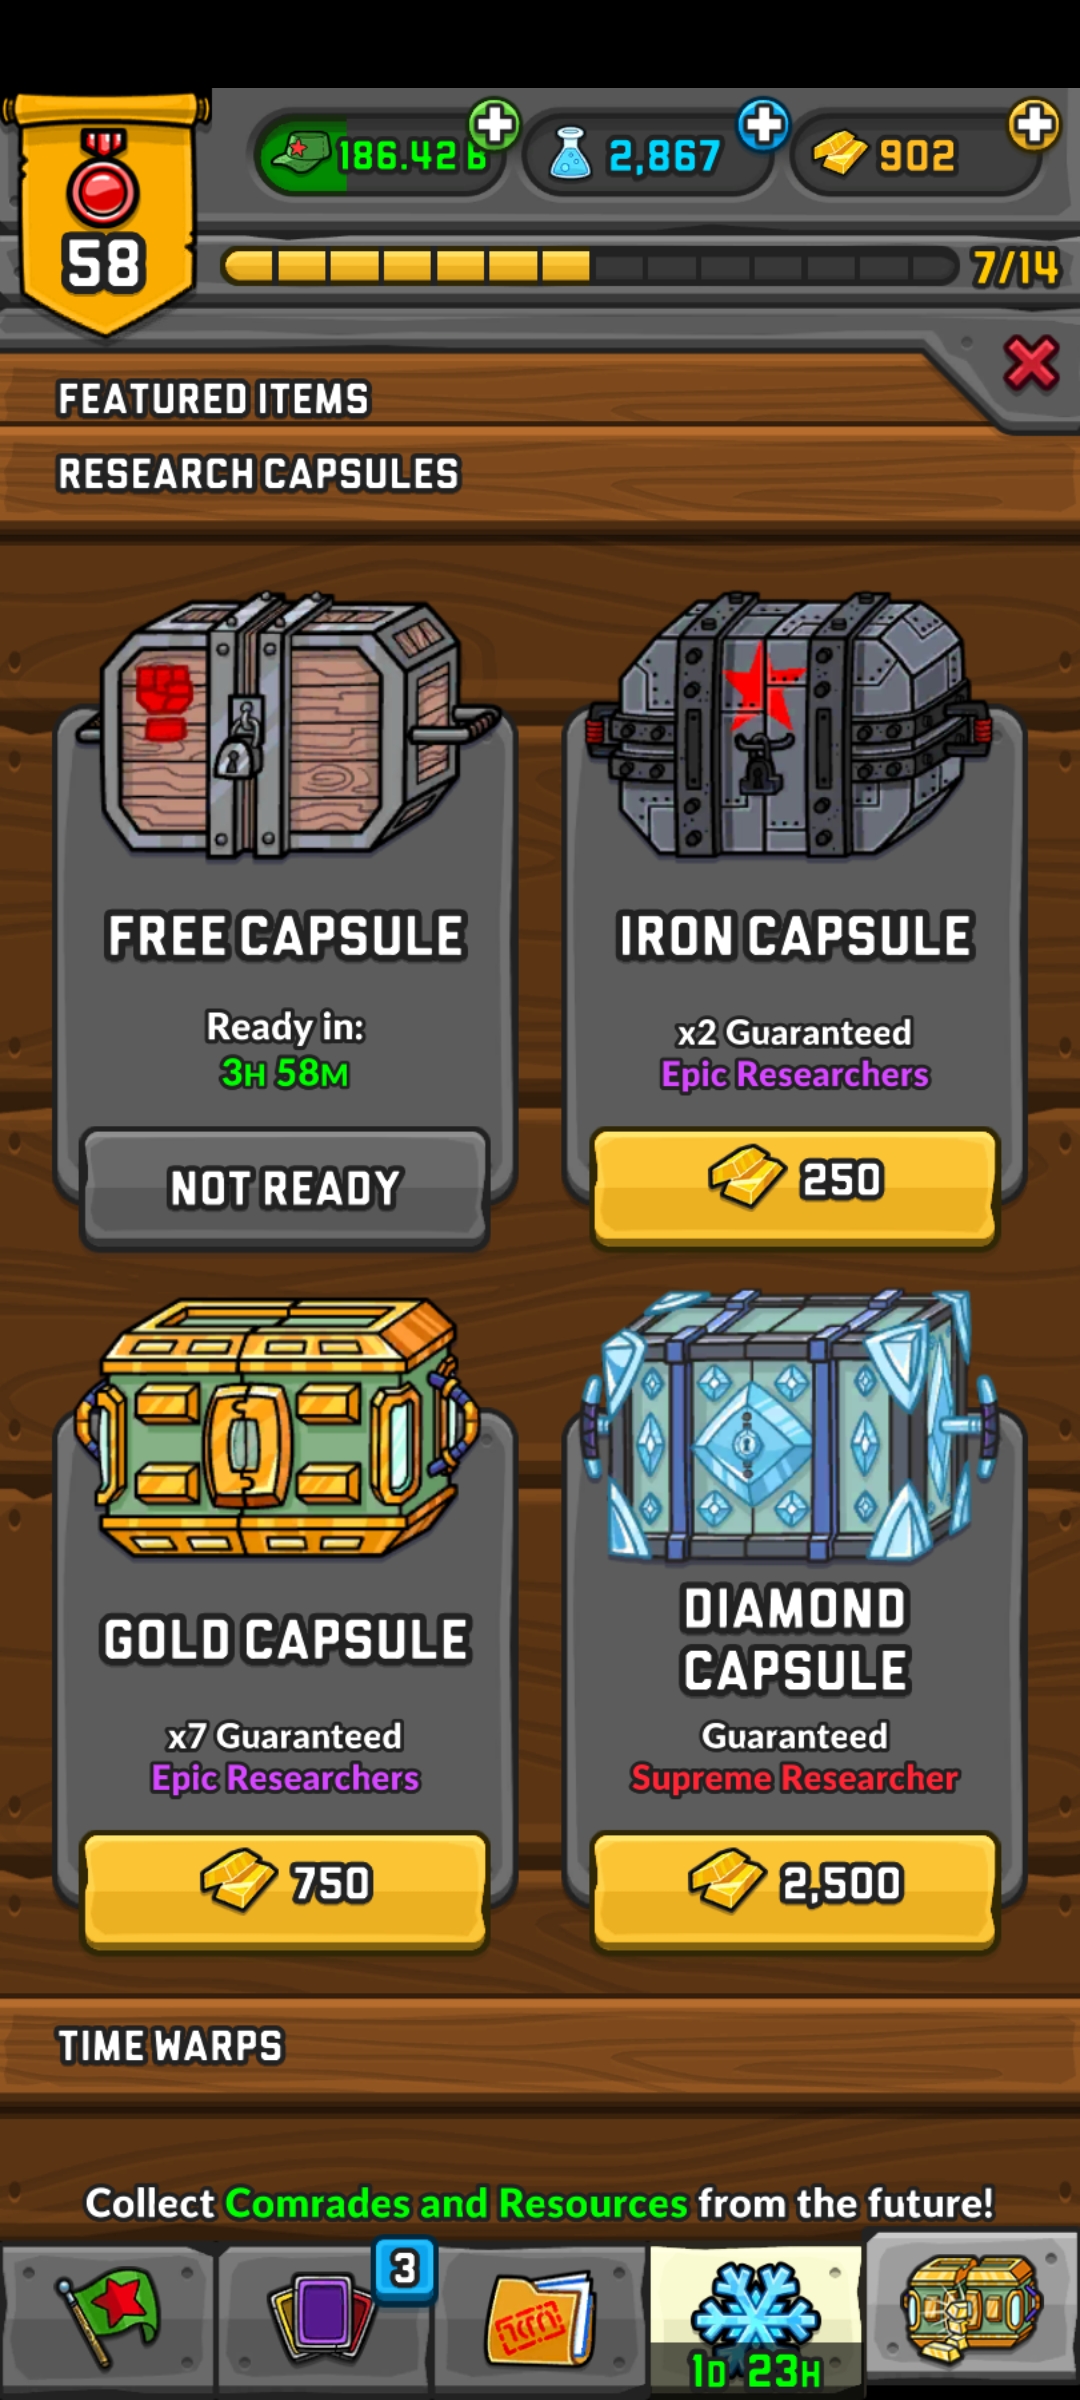 186.42 B
2,867
902
58
7/14
FEATURED ITEMS
RESEARCH CAPSULES
FREE CAPSULE
Ready in:
3H 58M
NOT READY
IRON CAPSULE
x2 Guaranteed
Epic Researchers
250
GOLD CAPSULE
x7 Guaranteed
Epic Researchers
750
DIAMOND
CAPSULE
Guaranteed
Supreme Researcher
2,500
TIME WARPS
Collect Comrades and Resources from the future!
3
1D 23H